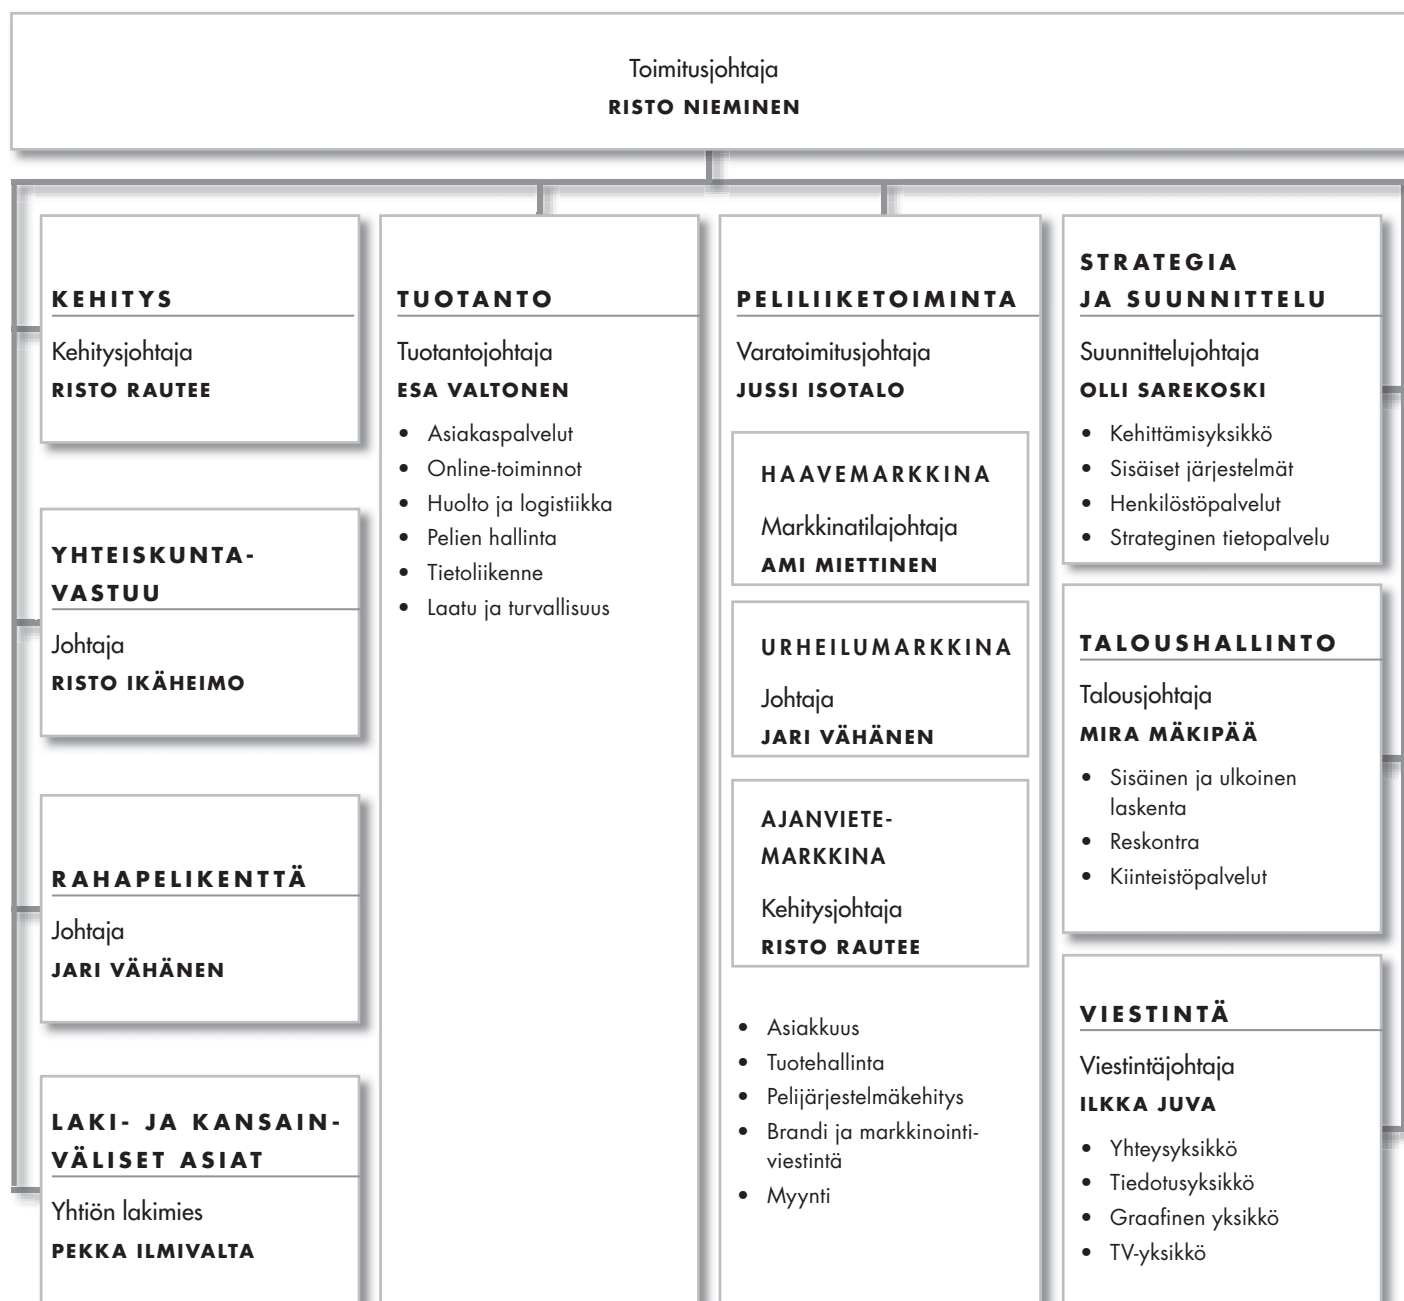 Toimitusjohtaja
RISTO NIEMINEN
KEHITYS
Kehitysjohtaja
RISTO RAUTEE
YHTEISKUNTA-
VASTUU
Johtaja
RISTO IKÄHEIMO
RAHAPELIKENTTÄ
Johtaja
JARI VÄHÄNEN
LAKI- JA KANSAIN-
VÄLISET ASIAT
Yhtiön lakimies
PEKKA ILMIVALTA
TUOTANTO
Tuotantojohtaja
ESA VALTONEN
• Asiakaspalvelut
• Online-toiminnot
• Huolto ja logistiikka
• Pelien hallinta
• Tietoliikenne
• Laatu ja turvallisuus
PELILIIKETOIMINTA
Varatoimitusjohtaja
JUSSI ISOTALO
HAAVEMARKKINA
Markkinatilajohtaja
AMI MIETTINEN
URHEILUMARKKINA
Johtaja
JARI VÄHÄNEN
AJANVIETE-
MARKKINA
Kehitysjohtaja
RISTO RAUTEE
• Asiakkuus
• Tuotehallinta
• Pelijärjestelmäkehitys
• Brandi ja markkinointi-
viestintä
• Myynti
STRATEGIA
JA SUUNNITTELU
Suunnittelujohtaja
OLLI SAREKOSKI
• Kehittämisyksikkö
• Sisäiset järjestelmät
• Henkilöstöpalvelut
• Strateginen tietopalvelu
TALOUSHALLINTO
Talousjohtaja
MIRA MÄKIPÄÄ
• Sisäinen ja ulkoinen
laskenta
• Reskontra
• Kiinteistöpalvelut
VIESTINTÄ
Viestintäjohtaja
ILKKA JUVA
• Yhteysyksikkö
• Tiedotusyksikkö
• Graafinen yksikkö
• TV-yksikkö